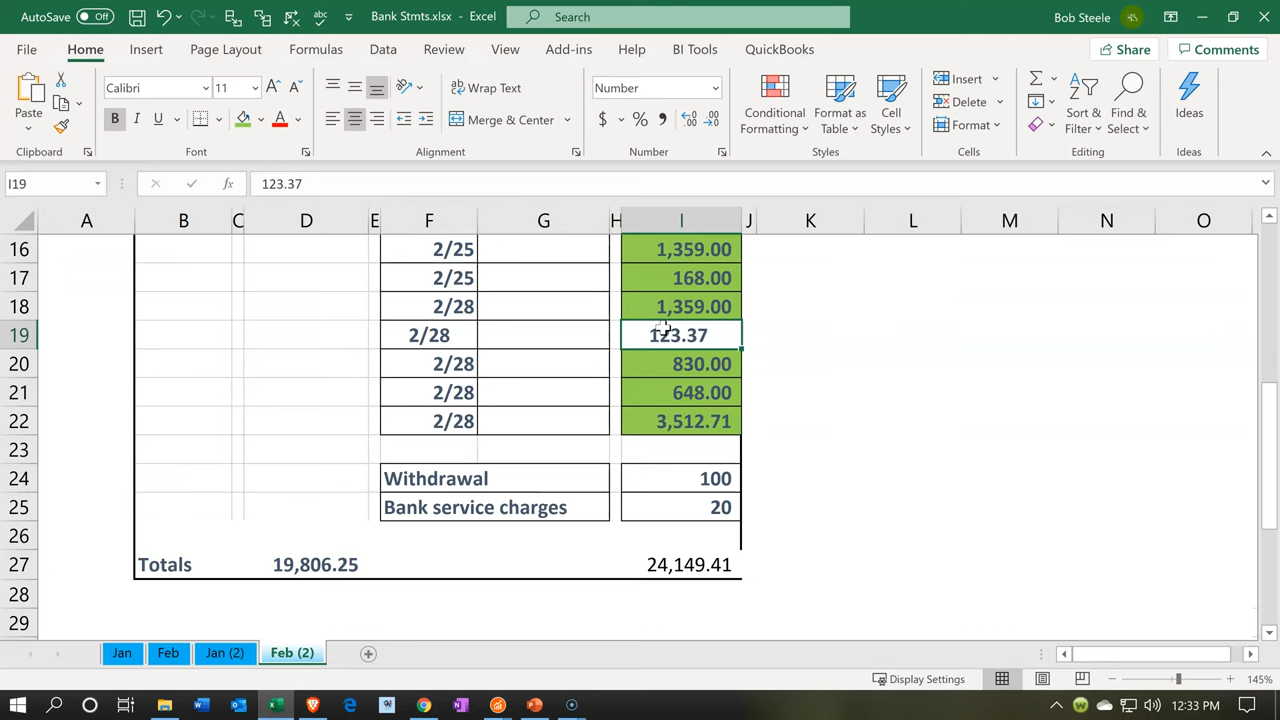 AutoSave Off Bank Stmts.xlsx - Excel Search Bob Steele
File Home Insert Page Layout Formulas Data Review View Add-ins Help BI Tools QuickBooks Share Comments
Paste Calibri 11 Wrap Text Number Conditional Formatting Format as Table Cell Styles Insert Sort & Filter Find & Select Ideas
B I U Merge & Center $ % Delete
Format
Clipboard Font Alignment Number Styles Cells Editing Ideas
I19 fx 123.37
A B C D E F G H I J K L M N O
16 2/25 1,359.00
17 2/25 168.00
18 2/28 1,359.00
19 2/28 123.37
20 2/28 830.00
21 2/28 648.00
22 2/28 3,512.71
23
24 Withdrawal 100
25 Bank service charges 20
26
27 Totals 19,806.25 24,149.41
28
29
Jan Feb Jan (2) Feb (2)
Display Settings 145%
12:33 PM